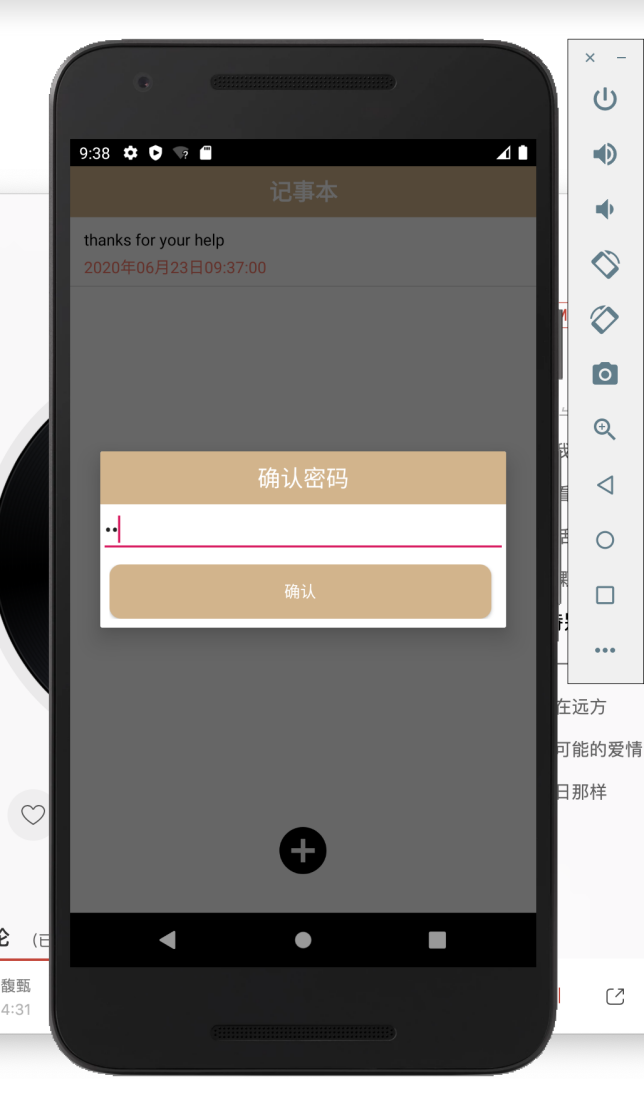 9:38
记事本
thanks for your help
2020年06月23日09:37:00
确认密码
确认
在远方
可能的爱情
日那样
馥甄
4:31